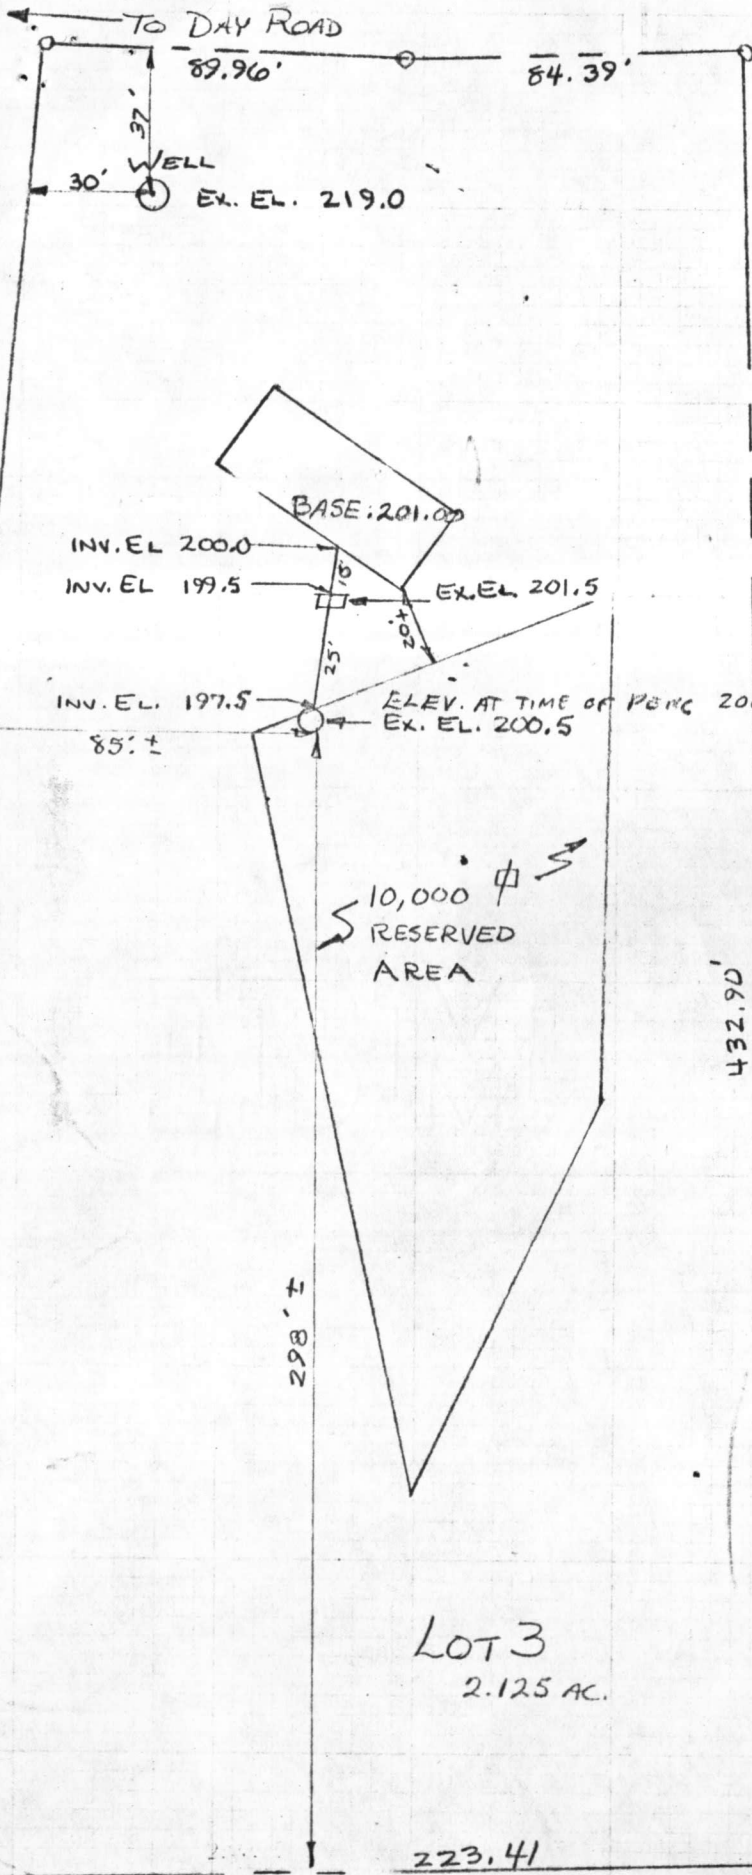 TO DAY ROAD
89.96'
84.39'
37'
WELL
30'
EX. EL. 219.0
BASE: 201.00
INV. EL 200.0
10'
INV. EL 199.5
EX. EL. 201.5
20'±
25'
INV. EL. 197.5
ELEV. AT TIME OF PERC
EX. EL. 200.5
85'±
10,000
RESERVED
AREA
432.90'
298'±
LOT 3
2.125 AC.
223.41